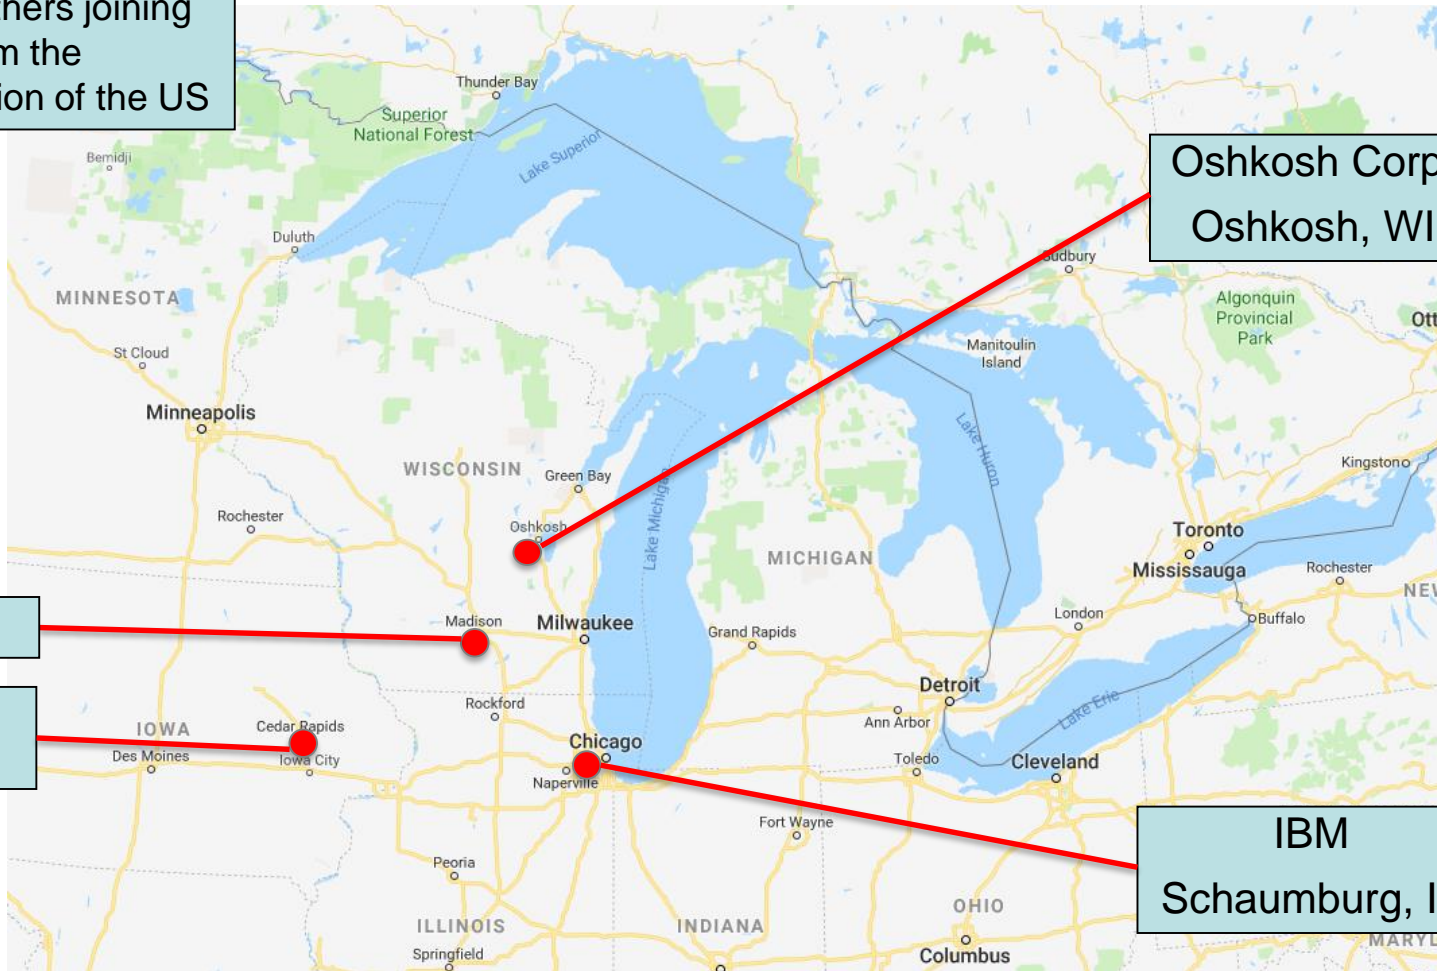 thers joining
m the
ion of the US
Thunder Bay
Superior
National Forest
Lake Superior
Bemidji
Oshkosh Corp
Oshkosh, WI
Duluth
Sudbury
MINNESOTA
Algonquin
Provincial
Park
Ott
St Cloud
Manitoulin
Island
Minneapolis
Lake Huron
WISCONSIN
Green Bay
Kingston
Lake Michigan
Rochester
Oshkosh
Toronto
MICHIGAN
Mississauga
Rochester
NEW
Madison
Milwaukee
London
Buffalo
Grand Rapids
Detroit
Rockford
Lake Erie
Ann Arbor
IOWA
Cedar Rapids
Chicago
Des Moines
Iowa City
Toledo
Cleveland
Naperville
Fort Wayne
IBM
Schaumburg, I
Peoria
OHIO
ILLINOIS
INDIANA
MARYL
Springfield
Columbus